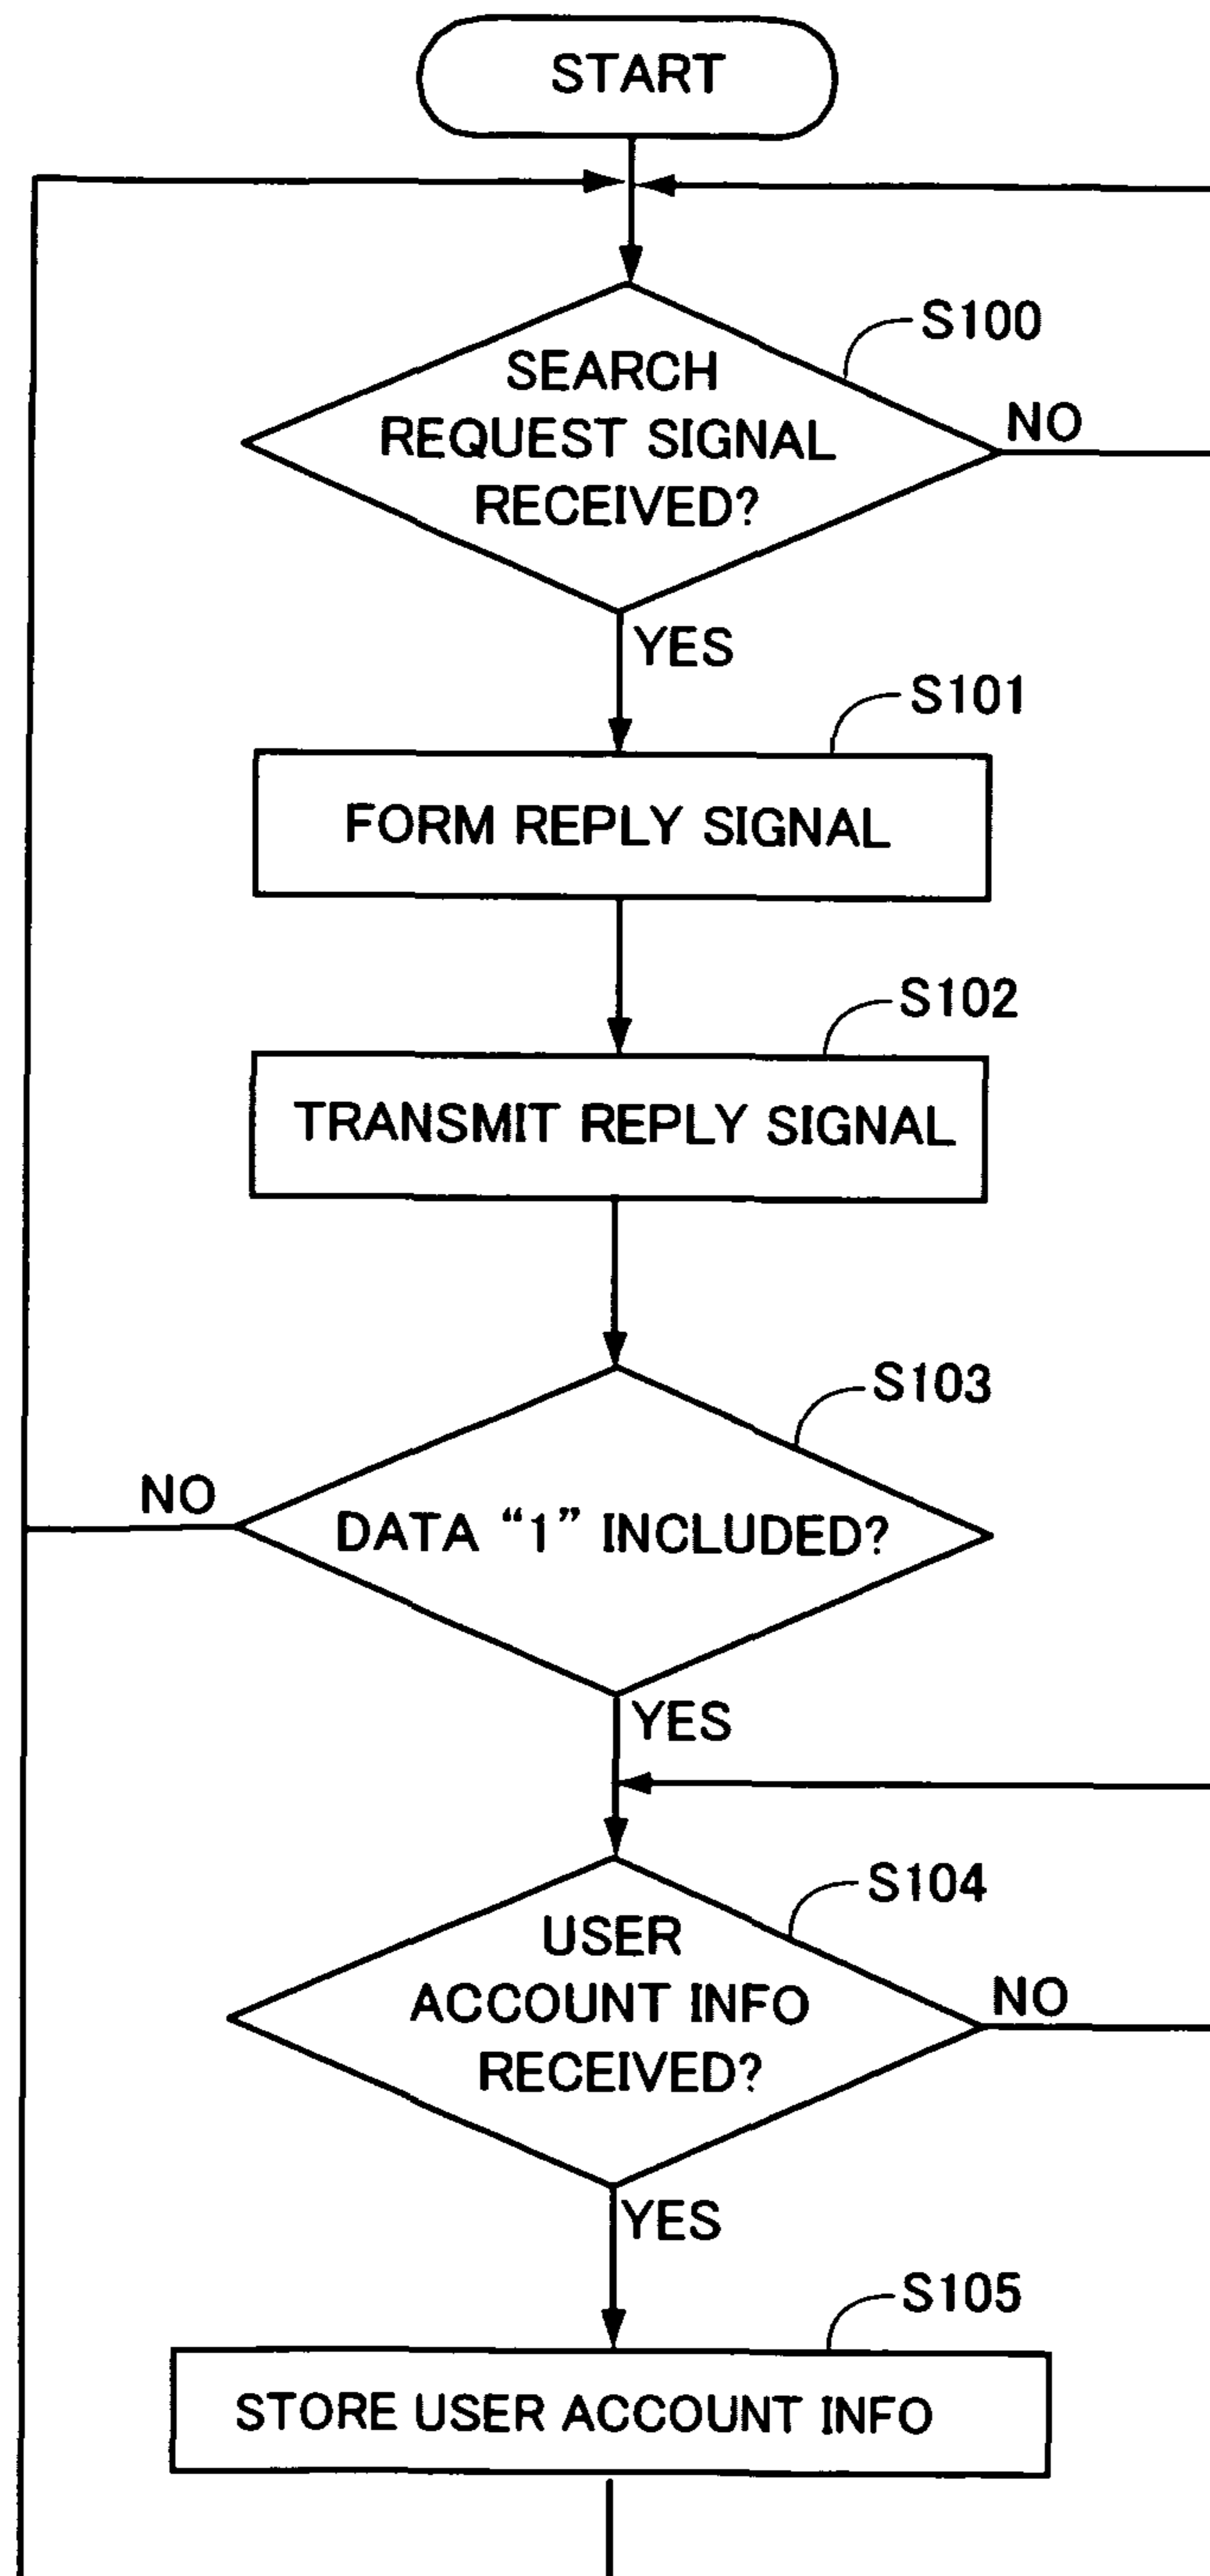 START
S100
SEARCH
REQUEST SIGNAL
RECEIVED?
NO
YES
S101
FORM REPLY SIGNAL
S102
TRANSMIT REPLY SIGNAL
S103
NO
DATA “1” INCLUDED?
YES
S104
USER
ACCOUNT INFO
RECEIVED?
NO
YES
S105
STORE USER ACCOUNT INFO